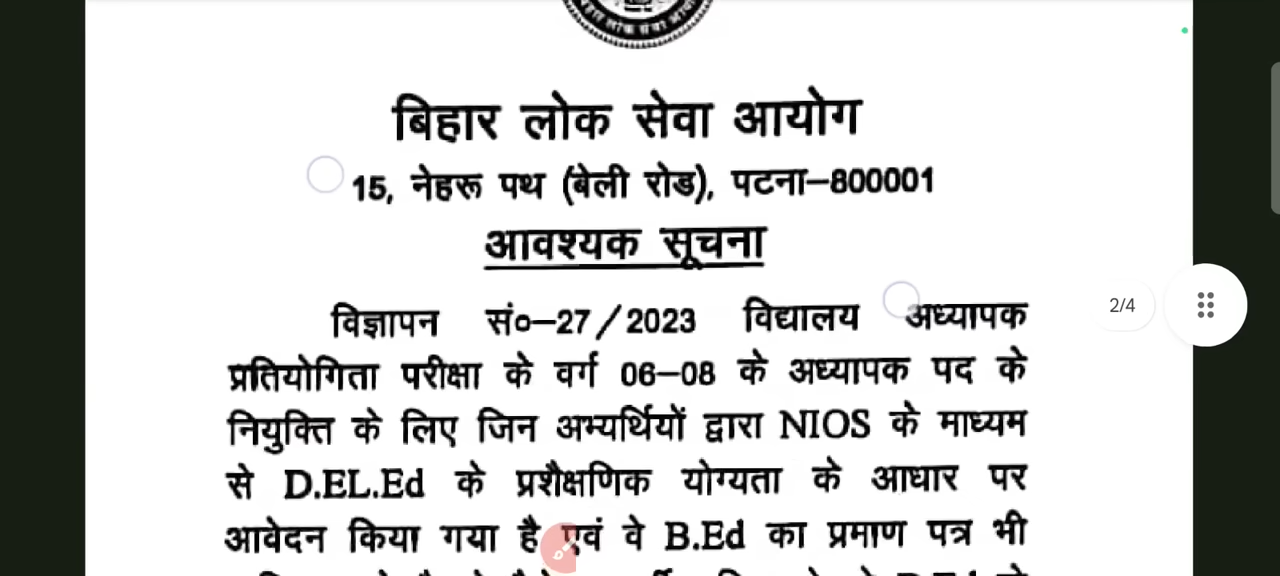 बिहार लोक सेवा आयोग
बिहार लोक सेवा आयोग
15, नेहरू पथ (बेली रोड), पटना–800001
आवश्यक सूचना
विज्ञापन सं०–27/2023 विद्यालय अध्यापक
2/4
प्रतियोगिता परीक्षा के वर्ग 06–08 के अध्यापक पद के
नियुक्ति के लिए जिन अभ्यर्थियों द्वारा NIOS के माध्यम
से D.EL.Ed के प्रशैक्षणिक योग्यता के आधार पर
आवेदन किया गया है एवं वे B.Ed का प्रमाण पत्र भी